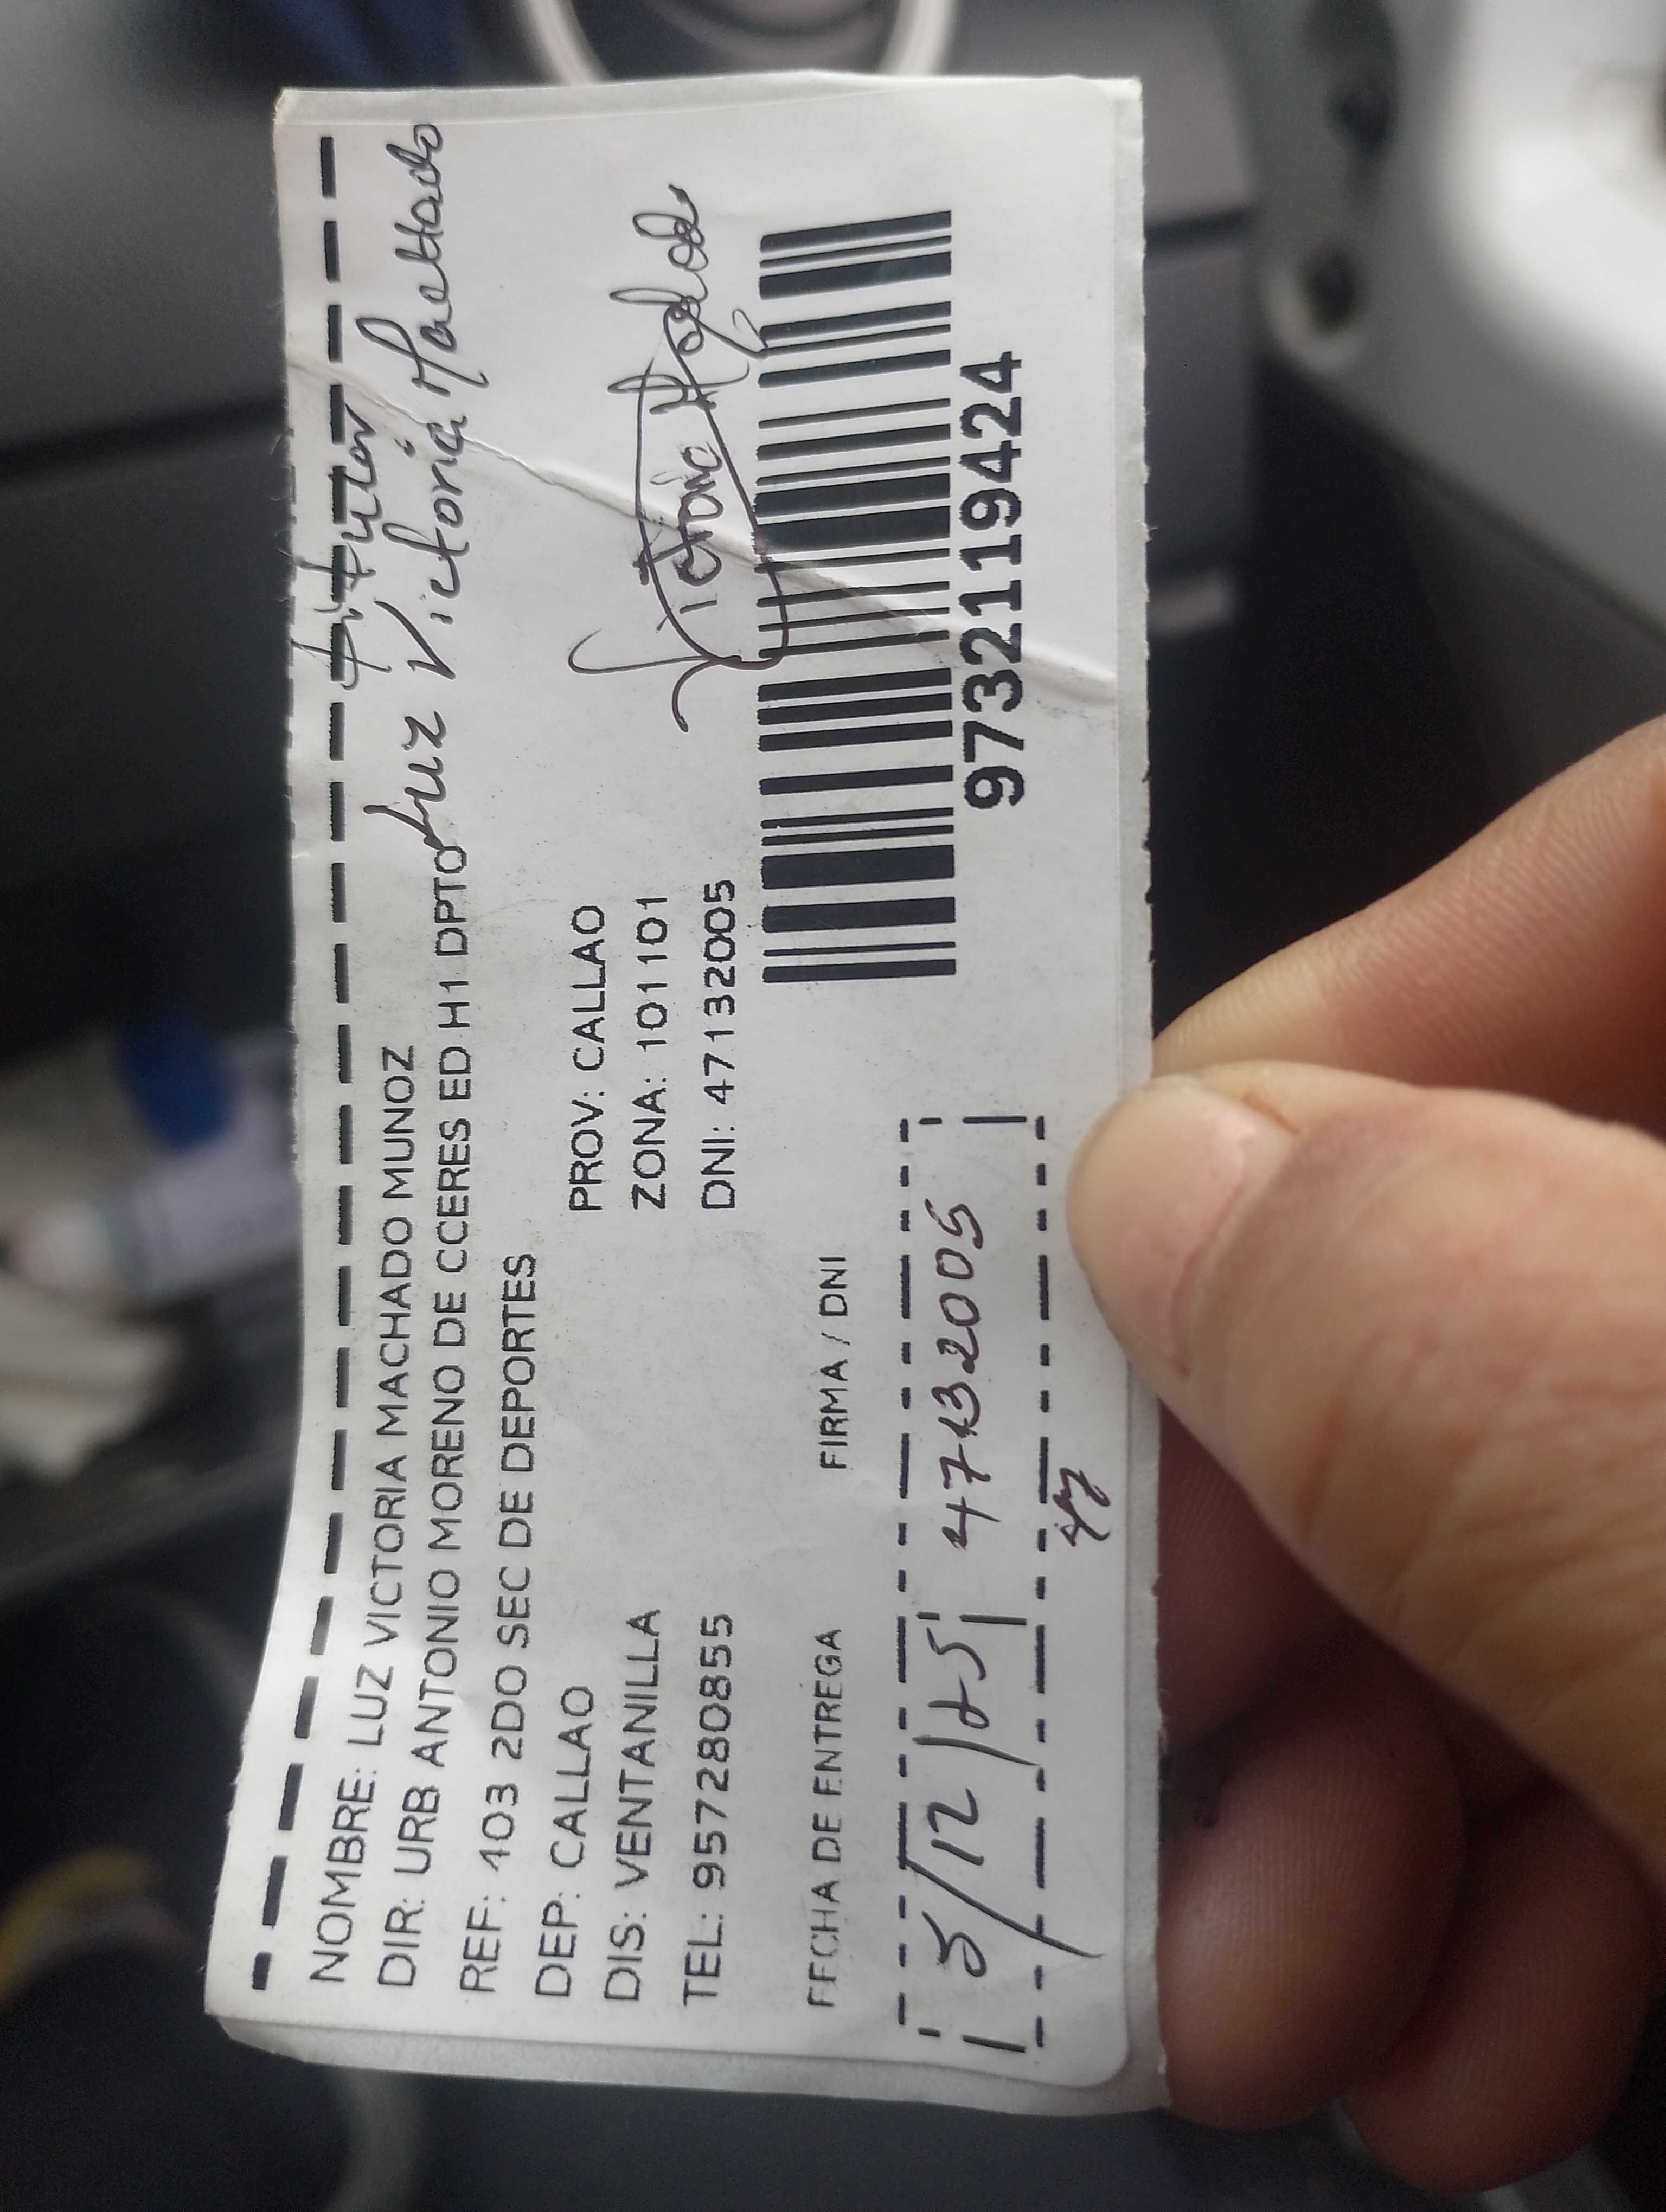 titular
NOMBRE: LUZ VICTORIA MACHADO MUNOZ
Luz Victoria Machado
DIR: URB ANTONIO MORENO DE CCERES ED H1 DPTO
REF: 403 2DO SEC DE DEPORTES
DEP: CALLAO PROV: CALLAO
DIS: VENTANILLA ZONA: 101101
TEL: 957280855 DNI: 47132005
Victoria
FECHA DE ENTREGA FIRMA / DNI
5/12/25 47132005
9732119424